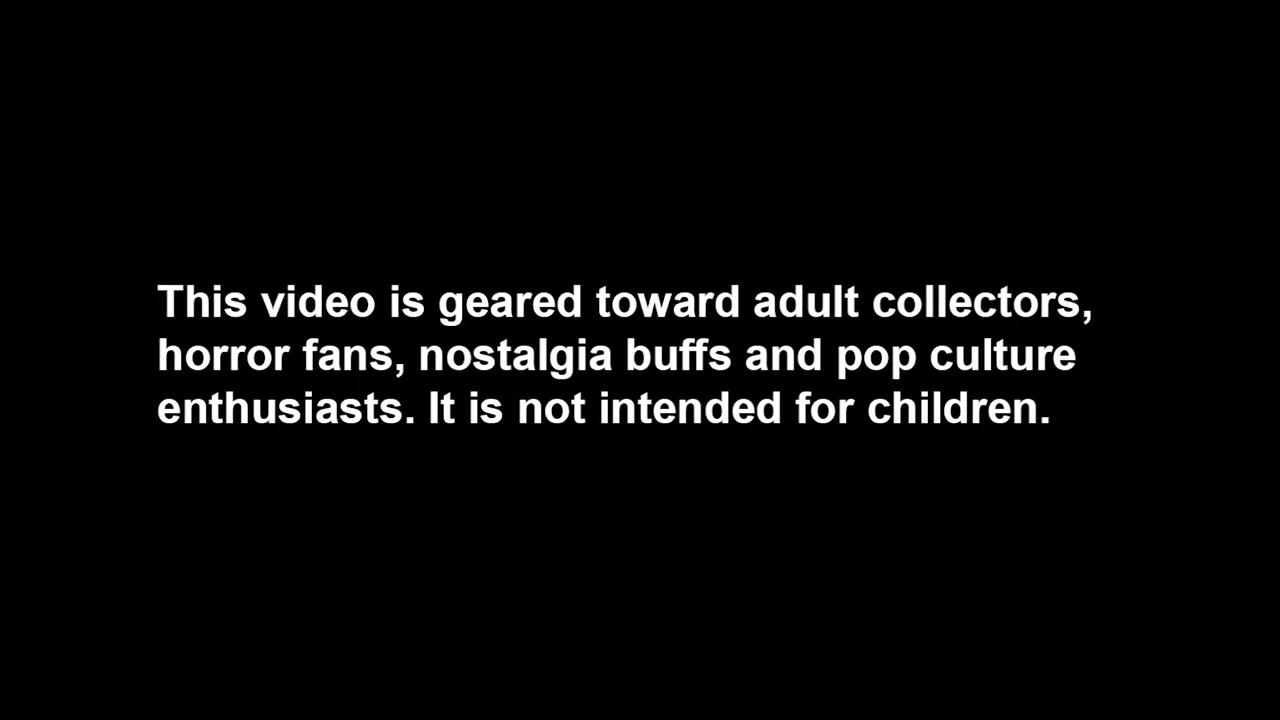 This video is geared toward adult collectors,
horror fans, nostalgia buffs and pop culture
enthusiasts. It is not intended for children.